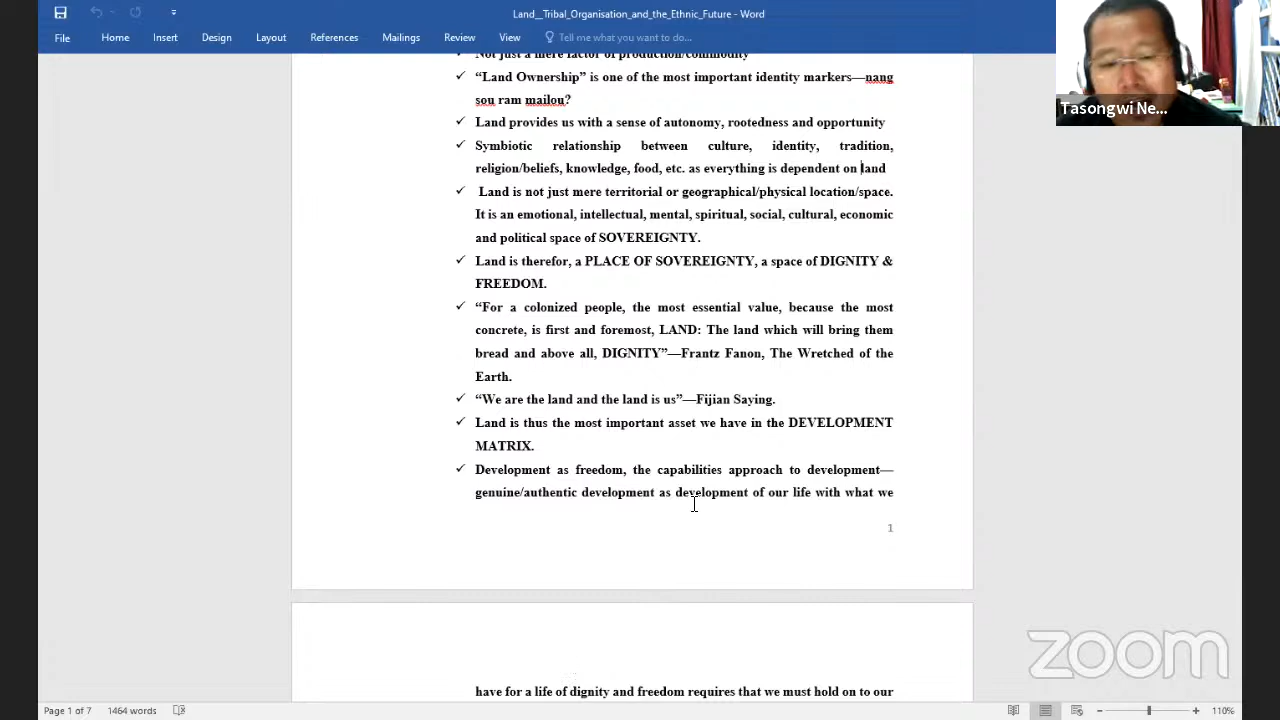 Land__Tribal_Organisation_and_the_Ethnic_Future - Word
File Home Insert Design Layout References Mailings Review View Tell me what you want to do...
Tasongwi Ne...
Not just a mere factor of production/commodity
✓ “Land Ownership” is one of the most important identity markers—nang
sou ram mailou?
✓ Land provides us with a sense of autonomy, rootedness and opportunity
✓ Symbiotic relationship between culture, identity, tradition,
religion/beliefs, knowledge, food, etc. as everything is dependent on land
✓ Land is not just mere territorial or geographical/physical location/space.
It is an emotional, intellectual, mental, spiritual, social, cultural, economic
and political space of SOVEREIGNTY.
✓ Land is therefor, a PLACE OF SOVEREIGNTY, a space of DIGNITY &
FREEDOM.
✓ “For a colonized people, the most essential value, because the most
concrete, is first and foremost, LAND: The land which will bring them
bread and above all, DIGNITY”—Frantz Fanon, The Wretched of the
Earth.
✓ “We are the land and the land is us”—Fijian Saying.
✓ Land is thus the most important asset we have in the DEVELOPMENT
MATRIX.
✓ Development as freedom, the capabilities approach to development—
genuine/authentic development as development of our life with what we
1
have for a life of dignity and freedom requires that we must hold on to our
zoom
Page 1 of 7 1464 words 110%